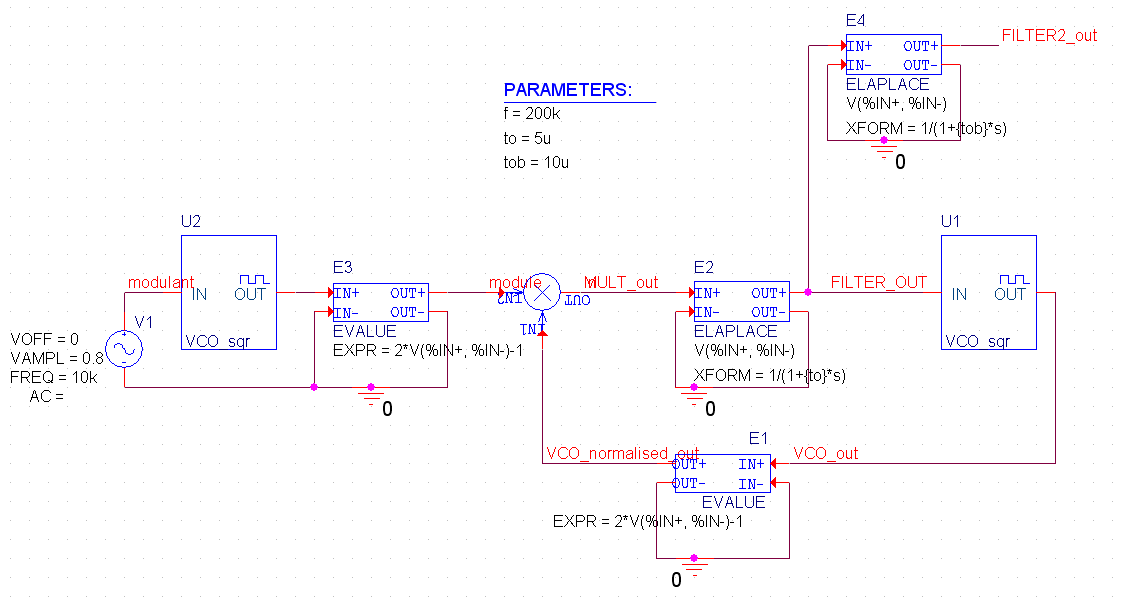 E4
IN+ OUT+
IN- OUT-
FILTER2_out
ELAPLACE
V(%IN+, %IN-)
XFORM = 1/(1+{tob}*s)
0
PARAMETERS:
f = 200k
to = 5u
tob = 10u
U2
modulant
IN OUT
VCO_sqr
V1
VOFF = 0
VAMPL = 0.8
FREQ = 10k
AC =
E3
IN+ OUT+
IN- OUT-
EVALUE
EXPR = 2*V(%IN+, %IN-)-1
0
module
IN2
OUT
IN1
MULT_out
E2
IN+ OUT+
IN- OUT-
ELAPLACE
V(%IN+, %IN-)
XFORM = 1/(1+{to}*s)
0
FILTER_OUT
U1
IN OUT
VCO_sqr
E1
VCO_normalised_out
VCO_out
OUT+ IN+
OUT- IN-
EVALUE
EXPR = 2*V(%IN+, %IN-)-1
0